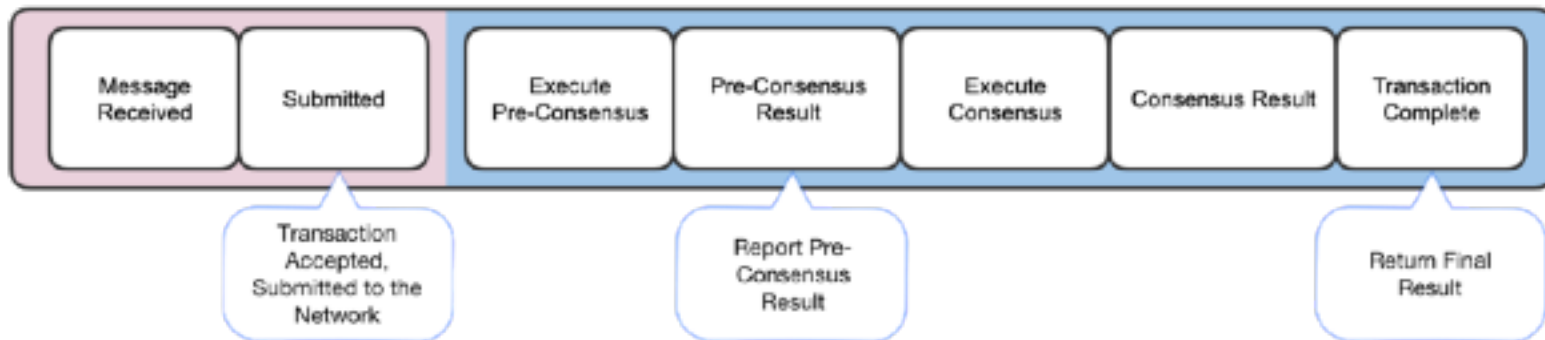 Message
Received
Submitted
Execute
Pre-Consensus
Pre-Consensus
Result
Execute
Consensus
Consensus Result
Transaction
Complete
Transaction
Accepted,
Submitted to the
Network
Report Pre-
Consensus
Result
Return Final
Result